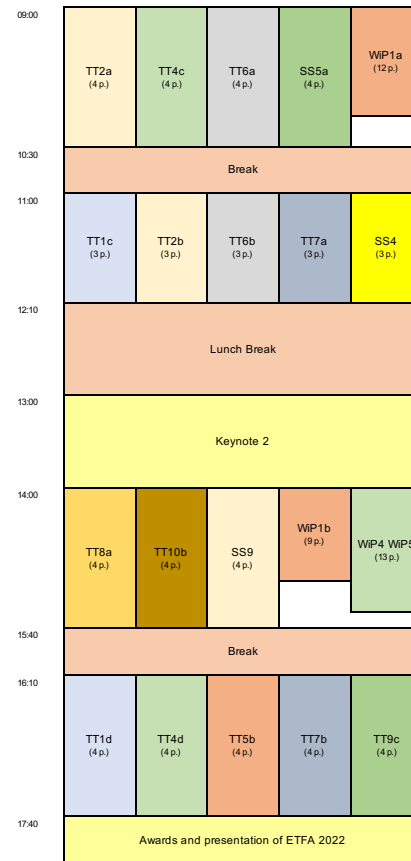 09:00
TT2a
(4 p.)
TT4c
(4 p.)
TT6a
(4 p.)
SS5a
(4 p.)
WiP1a
(12 p.)
10:30
Break
11:00
TT1c
(3 p.)
TT2b
(3 p.)
TT6b
(3 p.)
TT7a
(3 p.)
SS4
(3 p.)
12:10
Lunch Break
13:00
Keynote 2
14:00
TT8a
(4 p.)
TT10b
(4 p.)
SS9
(4 p.)
WiP1b
(9 p.)
WiP4 WiP5
(13 p.)
15:40
Break
16:10
TT1d
(4 p.)
TT4d
(4 p.)
TT5b
(4 p.)
TT7b
(4 p.)
TT9c
(4 p.)
17:40
Awards and presentation of ETFA 2022